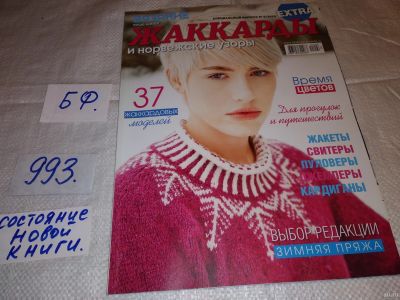 EXTRA
ЖАККАРДЫ
и норвежские узоры
37
жаккардовых
моделей
Время
цветов
Для прогулок
и путешествий
ЖАКЕТЫ
СВИТЕРЫ
ПУЛОВЕРЫ
ДЖЕМПЕРЫ
КАРДИГАНЫ
ВЫБОР РЕДАКЦИИ
ЗИМНЯЯ ПРЯЖА
БФ.
993.
состояние
новой
книги.